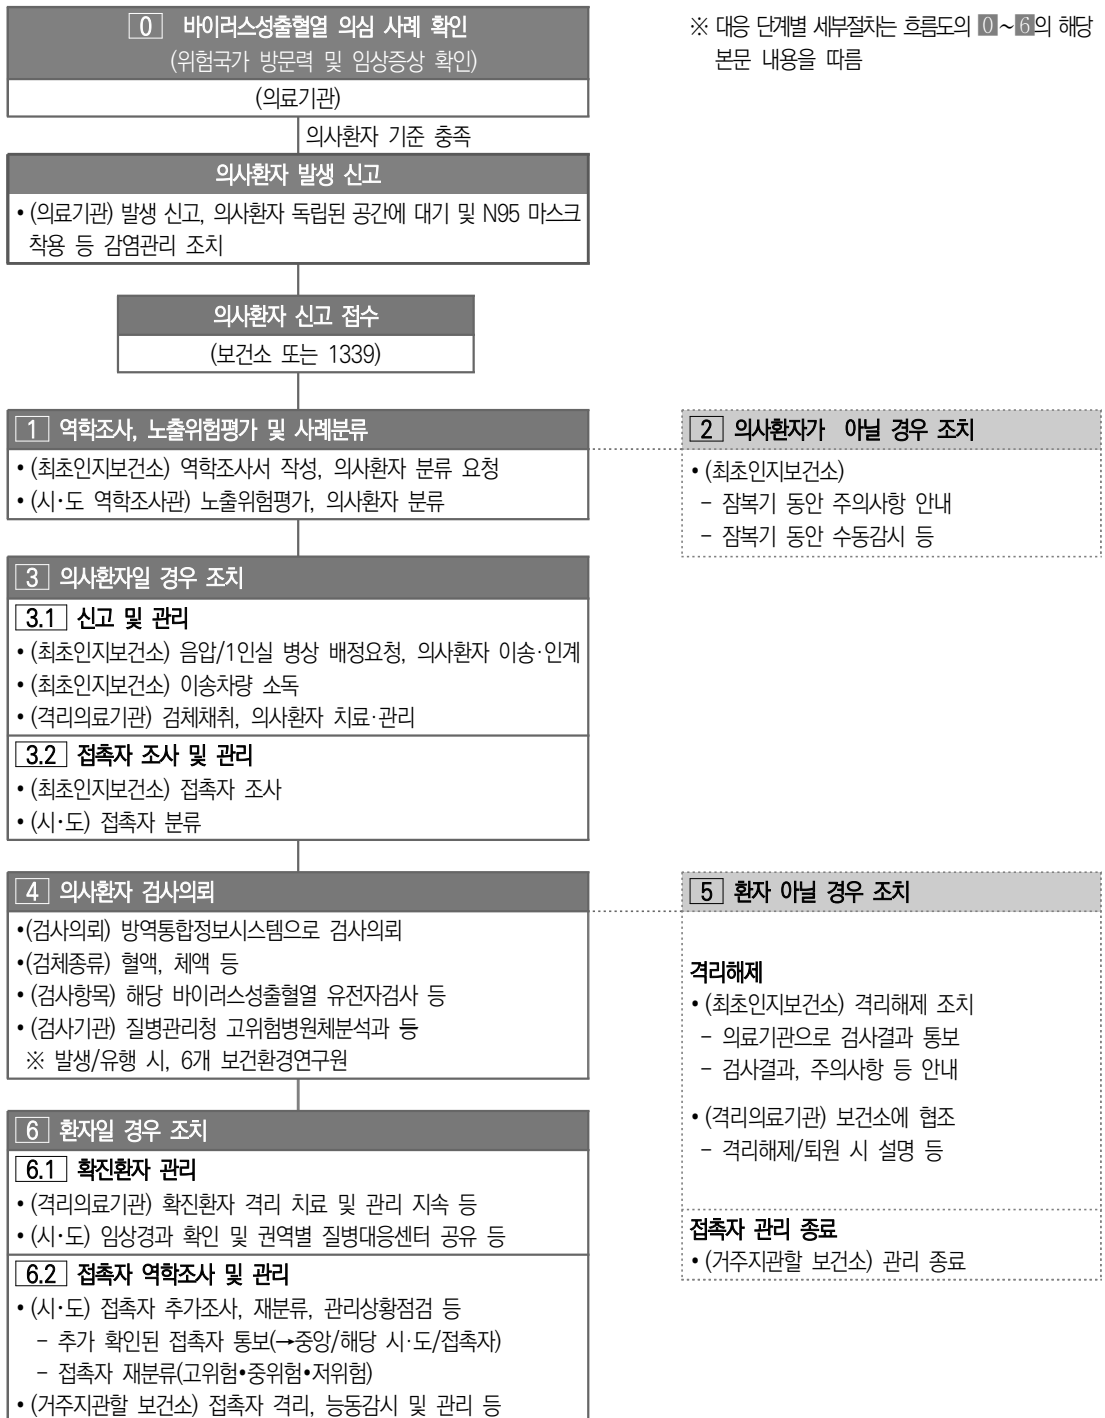 0 바이러스성출혈열 의심 사례 확인
(위험국가 방문력 및 임상증상 확인)
(의료기관)
※ 대응 단계별 세부절차는 흐름도의 0~6의 해당
본문 내용을 따름
의사환자 기준 충족
의사환자 발생 신고
• (의료기관) 발생 신고, 의사환자 독립된 공간에 대기 및 N95 마스크
착용 등 감염관리 조치
의사환자 신고 접수
(보건소 또는 1339)
1 역학조사, 노출위험평가 및 사례분류
• (최초인지보건소) 역학조사서 작성, 의사환자 분류 요청
• (시·도 역학조사관) 노출위험평가, 의사환자 분류
2 의사환자가 아닐 경우 조치
• (최초인지보건소)
- 잠복기 동안 주의사항 안내
- 잠복기 동안 수동감시 등
3 의사환자일 경우 조치
3.1 신고 및 관리
• (최초인지보건소) 음압/1인실 병상 배정요청, 의사환자 이송·인계
• (최초인지보건소) 이송차량 소독
• (격리의료기관) 검체채취, 의사환자 치료·관리
3.2 접촉자 조사 및 관리
• (최초인지보건소) 접촉자 조사
• (시·도) 접촉자 분류
4 의사환자 검사의뢰
•(검사의뢰) 방역통합정보시스템으로 검사의뢰
•(검체종류) 혈액, 체액 등
• (검사항목) 해당 바이러스성출혈열 유전자검사 등
• (검사기관) 질병관리청 고위험병원체분석과 등
※ 발생/유행 시, 6개 보건환경연구원
5 환자 아닐 경우 조치
격리해제
• (최초인지보건소) 격리해제 조치
- 의료기관으로 검사결과 통보
- 검사결과, 주의사항 등 안내
• (격리의료기관) 보건소에 협조
- 격리해제/퇴원 시 설명 등
접촉자 관리 종료
• (거주지관할 보건소) 관리 종료
6 환자일 경우 조치
6.1 확진환자 관리
• (격리의료기관) 확진환자 격리 치료 및 관리 지속 등
• (시·도) 임상경과 확인 및 권역별 질병대응센터 공유 등
6.2 접촉자 역학조사 및 관리
• (시·도) 접촉자 추가조사, 재분류, 관리상황점검 등
- 추가 확인된 접촉자 통보(→중앙/해당 시·도/접촉자)
- 접촉자 재분류(고위험•중위험•저위험)
• (거주지관할 보건소) 접촉자 격리, 능동감시 및 관리 등